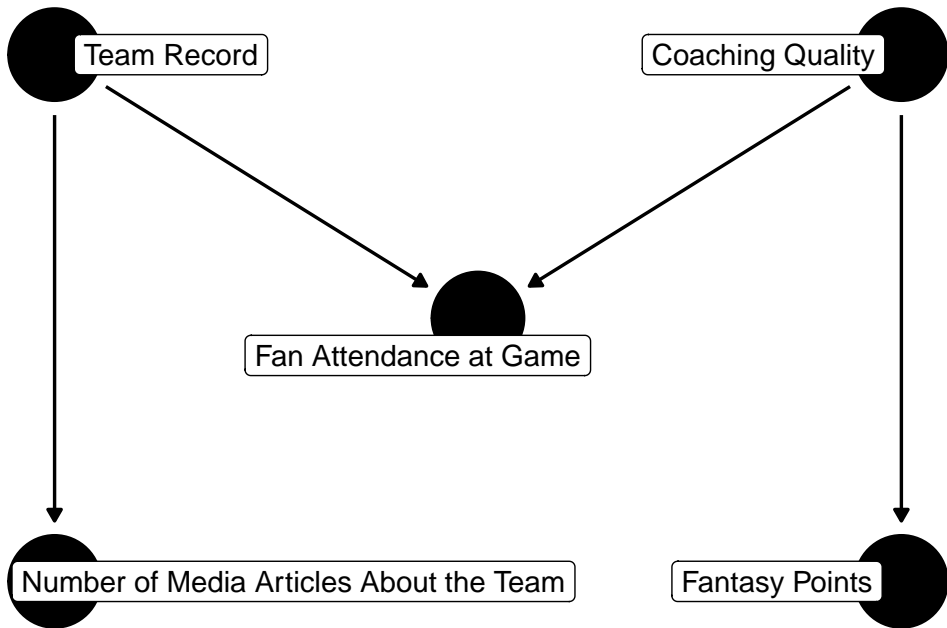 Team Record
Coaching Quality
Fan Attendance at Game
Number of Media Articles About the Team
Fantasy Points